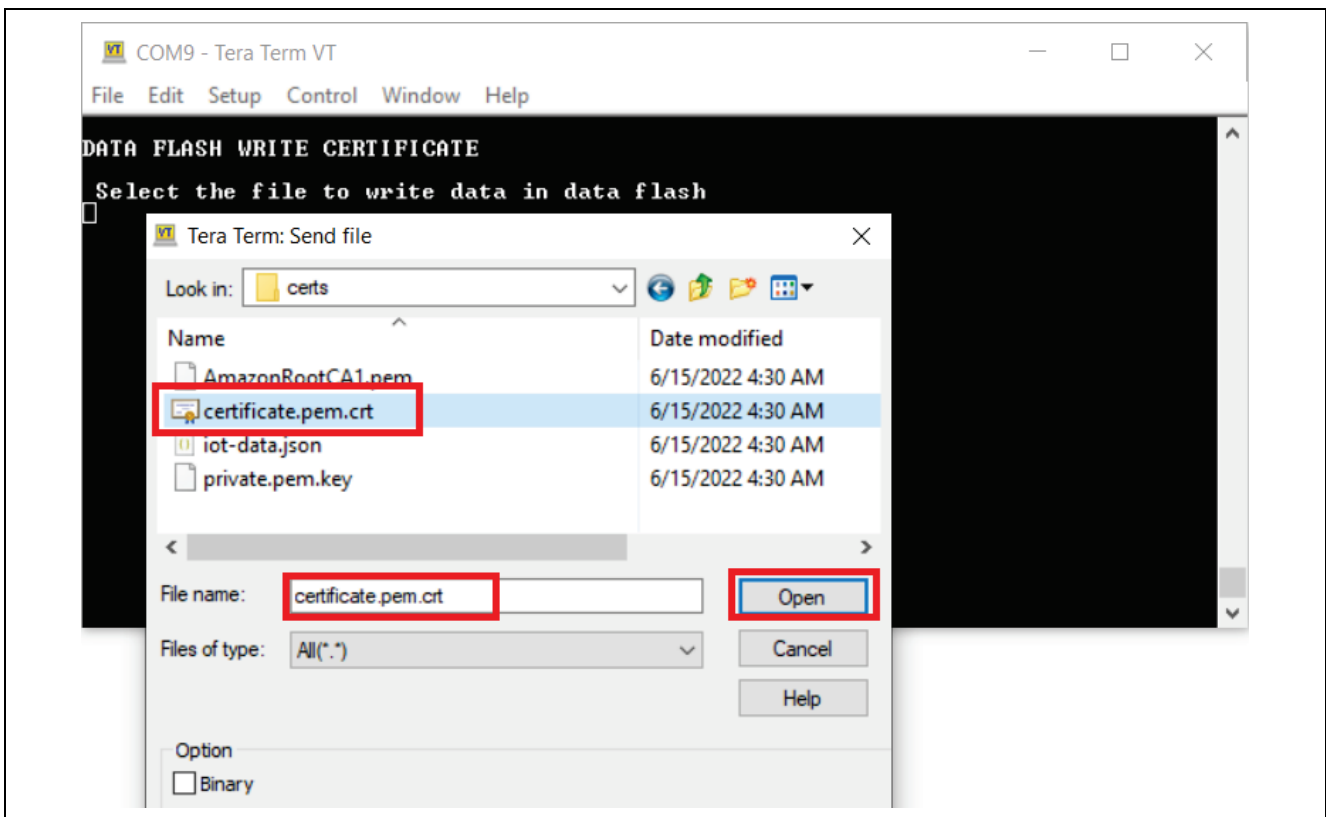 COM9 - Tera Term VT
File Edit Setup Control Window Help
DATA FLASH WRITE CERTIFICATE
Select the file to write data in data flash
Tera Term: Send file
Look in: certs
Name Date modified
AmazonRootCA1.pem 6/15/2022 4:30 AM
certificate.pem.crt 6/15/2022 4:30 AM
iot-data.json 6/15/2022 4:30 AM
private.pem.key 6/15/2022 4:30 AM
File name: certificate.pem.crt Open
Files of type: All(*.*) Cancel
Help
Option
Binary